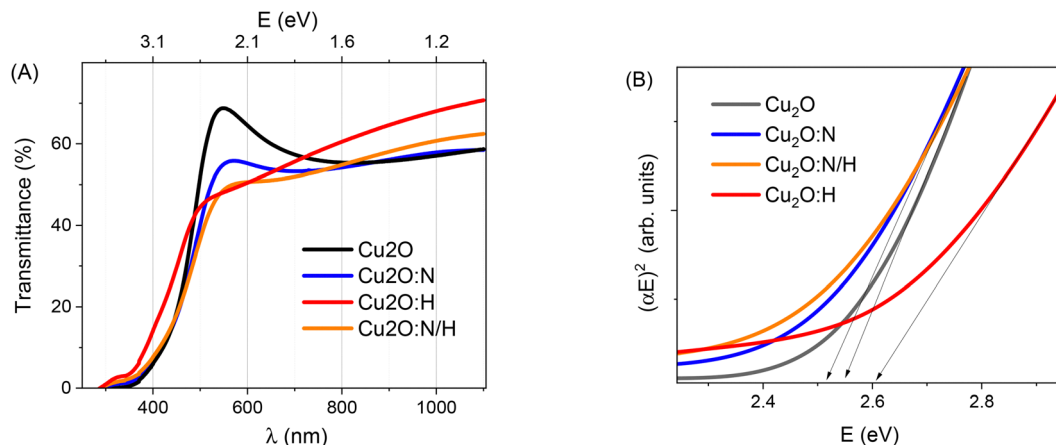 E (eV)
3.1 2.1 1.6 1.2
(A)
Transmittance (%)
60
40
20
0
Cu2O
Cu2O:N
Cu2O:H
Cu2O:N/H
400 600 800 1000
λ (nm)
(B)
(αE)² (arb. units)
Cu₂O
Cu₂O:N
Cu₂O:N/H
Cu₂O:H
2.4 2.6 2.8
E (eV)